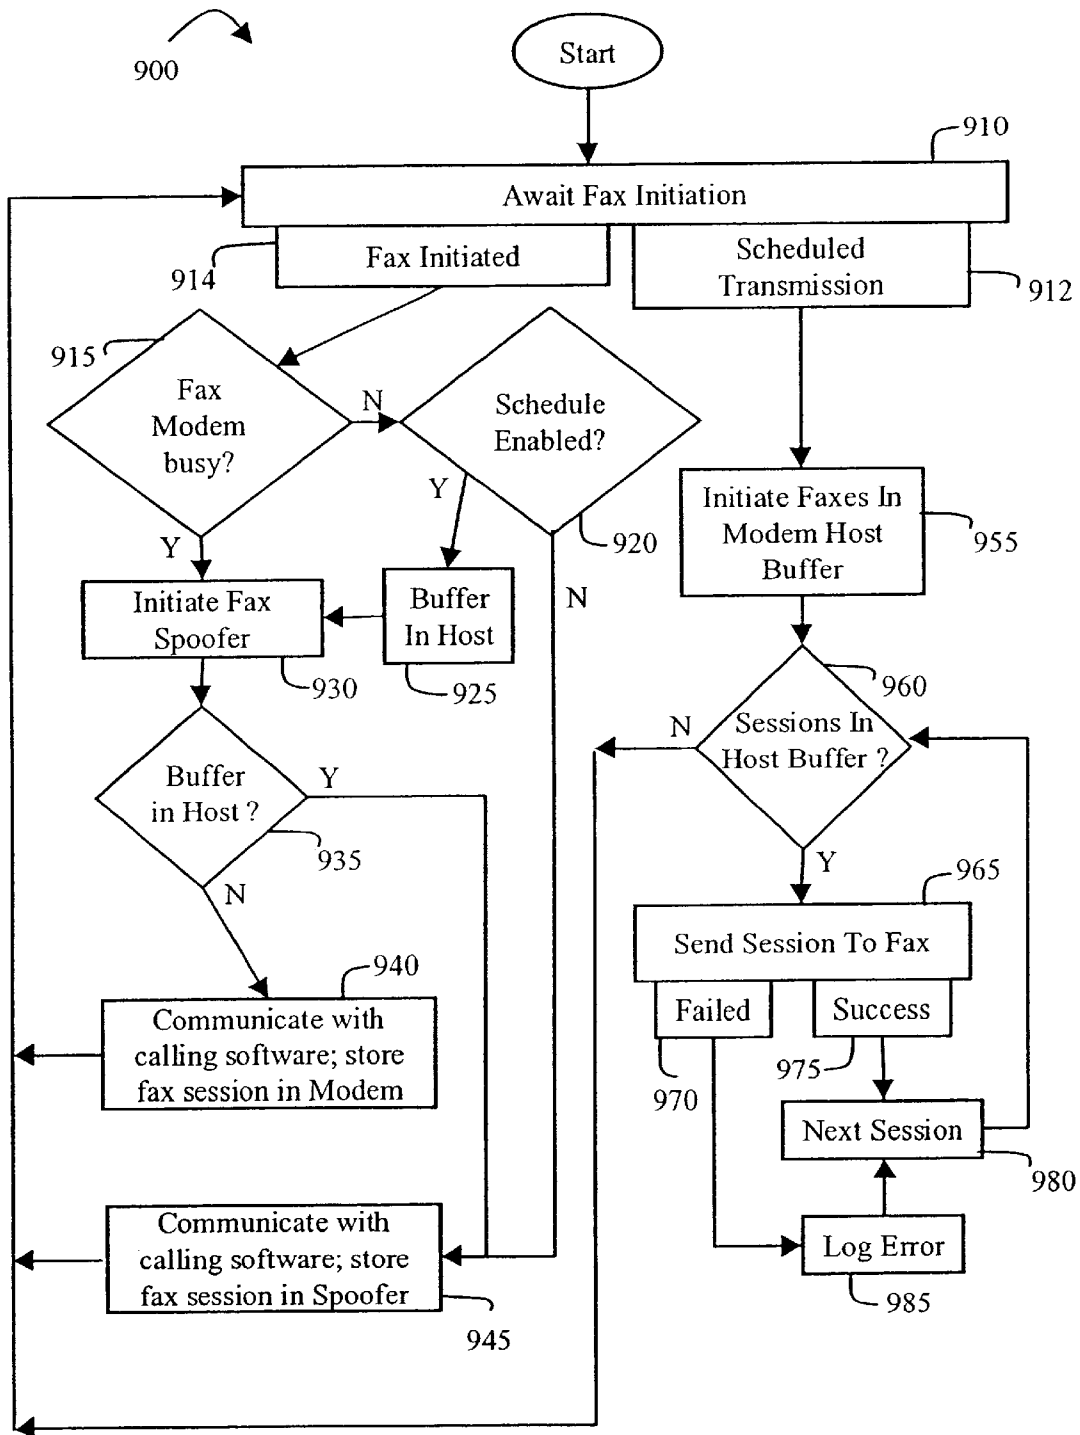 900
Start
910
Await Fax Initiation
Fax Initiated
914
Scheduled
Transmission
912
915
Fax
Modem
busy?
N
Schedule
Enabled?
Y
920
Y
N
Initiate Faxes In
Modem Host
Buffer
955
Initiate Fax
Spoofer
930
Buffer
In Host
925
960
N
Sessions In
Host Buffer ?
Y
Buffer
in Host ?
Y
935
N
965
Send Session To Fax
Failed
Success
970
975
940
Communicate with
calling software; store
fax session in Modem
Next Session
980
Communicate with
calling software; store
fax session in Spoofer
945
Log Error
985